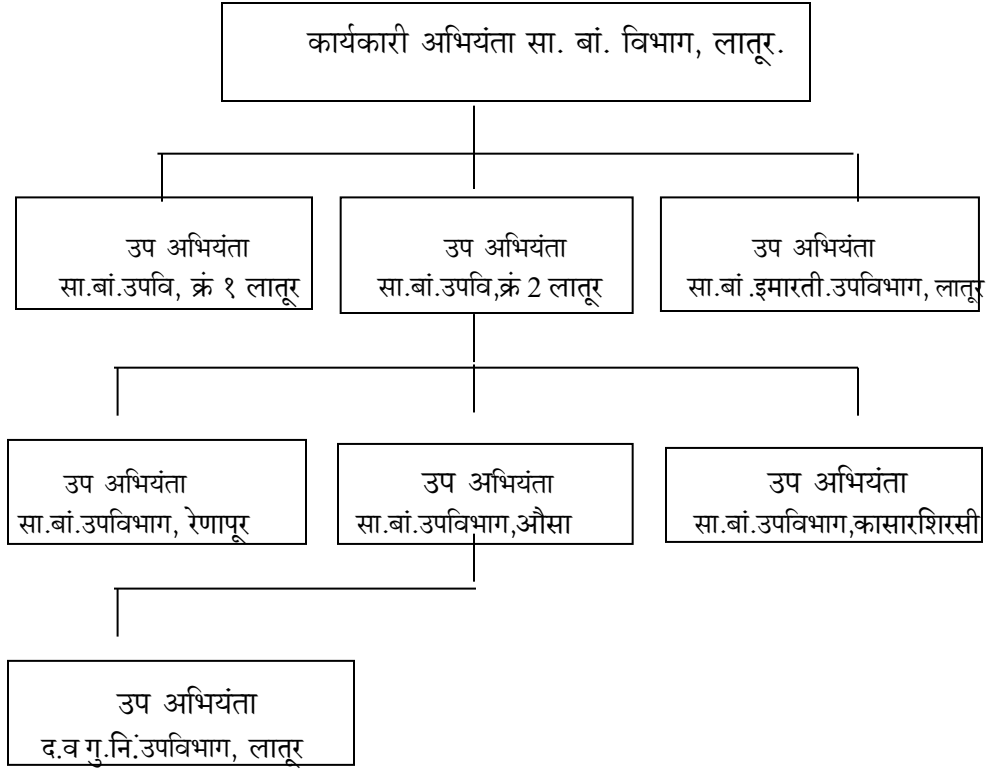 कार्यकारी अभियंता सा. बां. विभाग, लातूर.
उप अभियंता
सा.बां.उपवि, क्रं १ लातूर
उप अभियंता
सा.बां.उपवि,क्रं 2 लातूर
उप अभियंता
सा.बां .इमारती.उपविभाग, लातूर
उप अभियंता
सा.बां.उपविभाग, रेणापूर
उप अभियंता
सा.बां.उपविभाग,औसा
उप अभियंता
सा.बां.उपविभाग,कासारशिरसी
उप अभियंता
द.व गु.नि.ंउपविभाग, लातूर